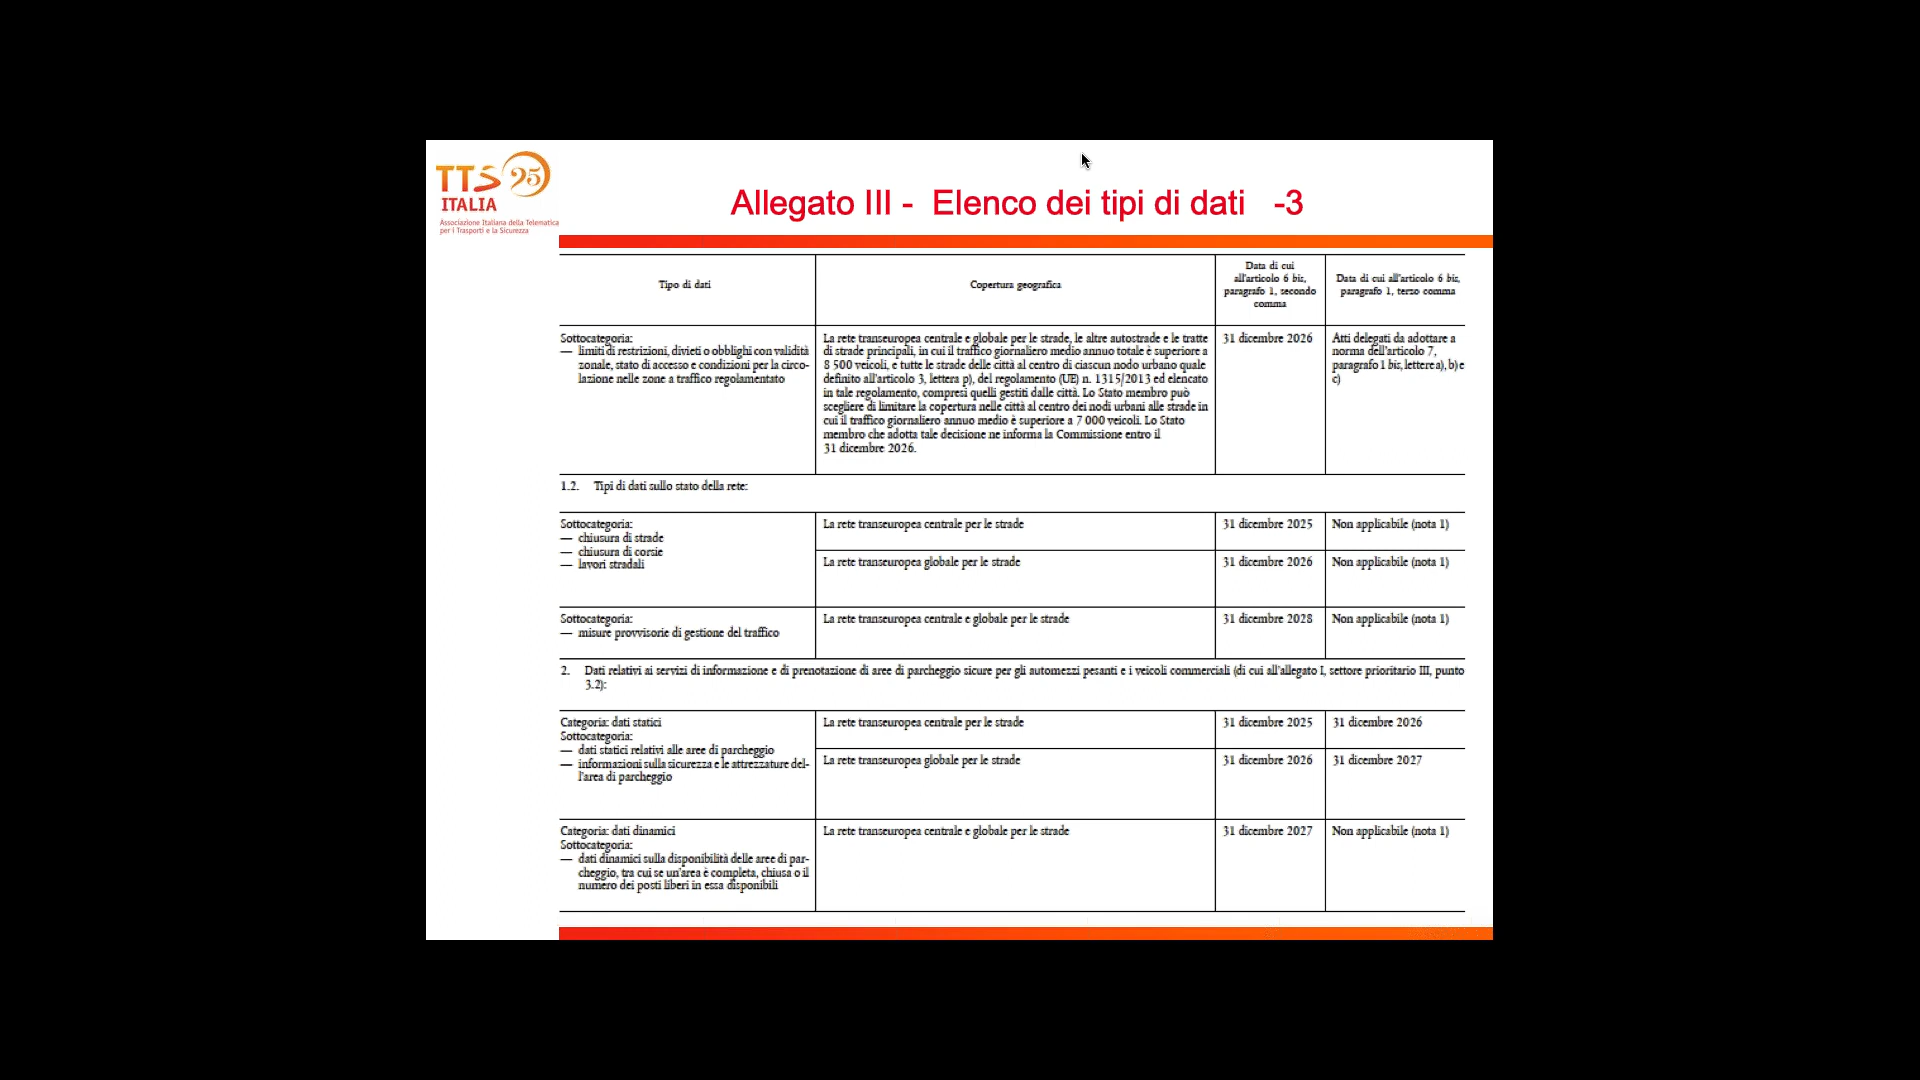 TTS 25
ITALIA
Associazione Italiana della Telematica
per i Trasporti e la Sicurezza
Allegato III - Elenco dei tipi di dati -3
Tipo di dati
Copertura geografica
Data di cui
all'articolo 6 bis,
paragrafo 1, secondo
comma
Data di cui all'articolo 6 bis,
paragrafo 1, terzo comma
Sottocategoria:
— limiti di restrizioni, divieti o obblighi con validità
zonale, stato di accesso e condizioni per la circo-
lazione nelle zone a traffico regolamentato
La rete transeuropea centrale e globale per le strade, le altre autostrade e le tratte
di strade principali, in cui il traffico giornaliero medio annuo totale è superiore a
8 500 veicoli, e tutte le strade delle città al centro di ciascun nodo urbano quale
definito all'articolo 3, lettera p), del regolamento (UE) n. 1315/2013 ed elencato
in tale regolamento, compresi quelli gestiti dalle città. Lo Stato membro può
scegliere di limitare la copertura nelle città al centro dei nodi urbani alle strade in
cui il traffico giornaliero annuo medio è superiore a 7 000 veicoli. Lo Stato
membro che adotta tale decisione ne informa la Commissione entro il
31 dicembre 2026.
31 dicembre 2026
Atti delegati da adottare a
norma dell'articolo 7,
paragrafo 1 bis, lettere a), b) e
c)
1.2. Tipi di dati sullo stato della rete:
Sottocategoria:
— chiusura di strade
— chiusura di corsie
— lavori stradali
La rete transeuropea centrale per le strade
31 dicembre 2025
Non applicabile (nota 1)
La rete transeuropea globale per le strade
31 dicembre 2026
Non applicabile (nota 1)
Sottocategoria:
— misure provvisorie di gestione del traffico
La rete transeuropea centrale e globale per le strade
31 dicembre 2028
Non applicabile (nota 1)
2. Dati relativi ai servizi di informazione e di prenotazione di aree di parcheggio sicure per gli automezzi pesanti e i veicoli commerciali (di cui all'allegato I, settore prioritario III, punto
3.2):
Categoria: dati statici
Sottocategoria:
— dati statici relativi alle aree di parcheggio
— informazioni sulla sicurezza e le attrezzature del-
l'area di parcheggio
La rete transeuropea centrale per le strade
31 dicembre 2025
31 dicembre 2026
La rete transeuropea globale per le strade
31 dicembre 2026
31 dicembre 2027
Categoria: dati dinamici
Sottocategoria:
— dati dinamici sulla disponibilità delle aree di par-
cheggio, tra cui se un'area è completa, chiusa o il
numero dei posti liberi in essa disponibili
La rete transeuropea centrale e globale per le strade
31 dicembre 2027
Non applicabile (nota 1)